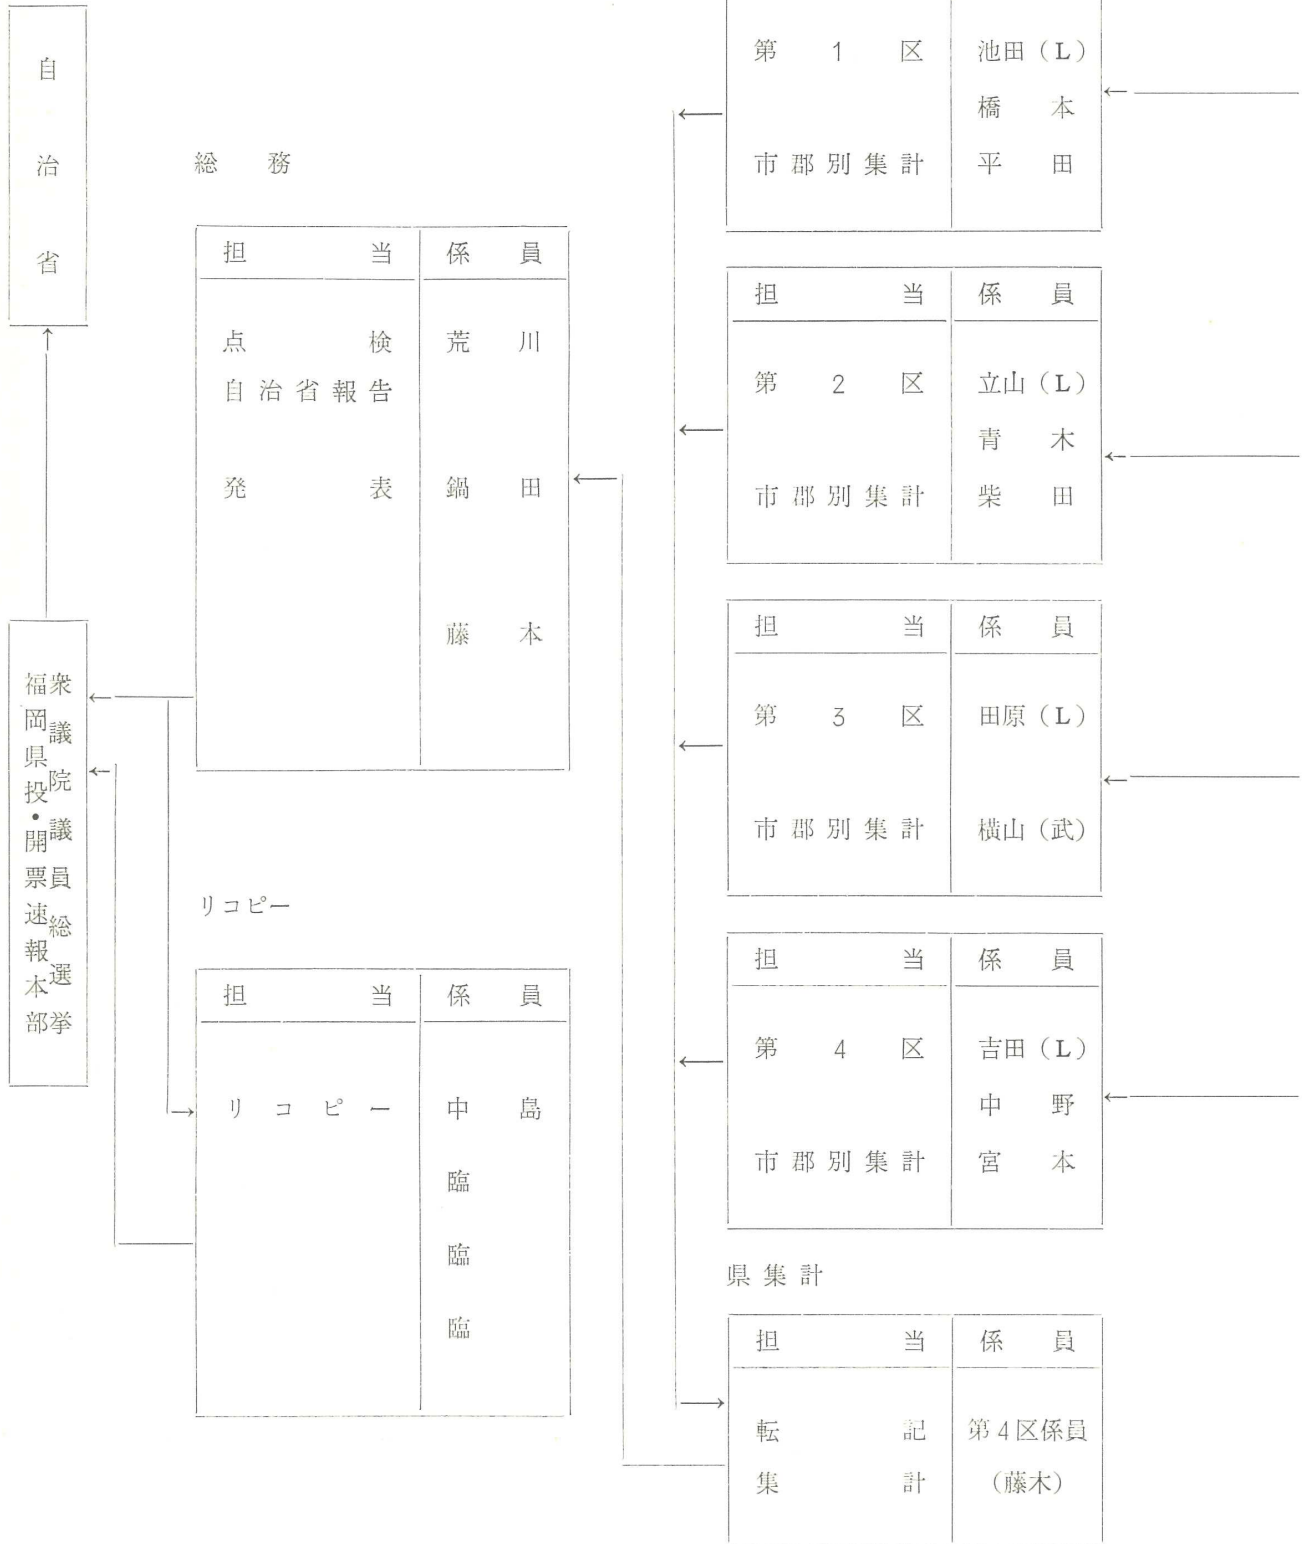 自治省
総務
担当 係員
点検 荒川
自治省報告
発表 鍋田
藤本
衆議院議員総選挙
福岡県投・開票速報本部
リコピー
担当 係員
リコピー 中島
臨
臨
臨
第1区 池田(L)
橋本
市郡別集計 平田
担当 係員
第2区 立山(L)
青木
市郡別集計 柴田
担当 係員
第3区 田原(L)
市郡別集計 横山(武)
担当 係員
第4区 吉田(L)
中野
市郡別集計 宮本
県集計
担当 係員
転記 第4区係員
集計 (藤木)